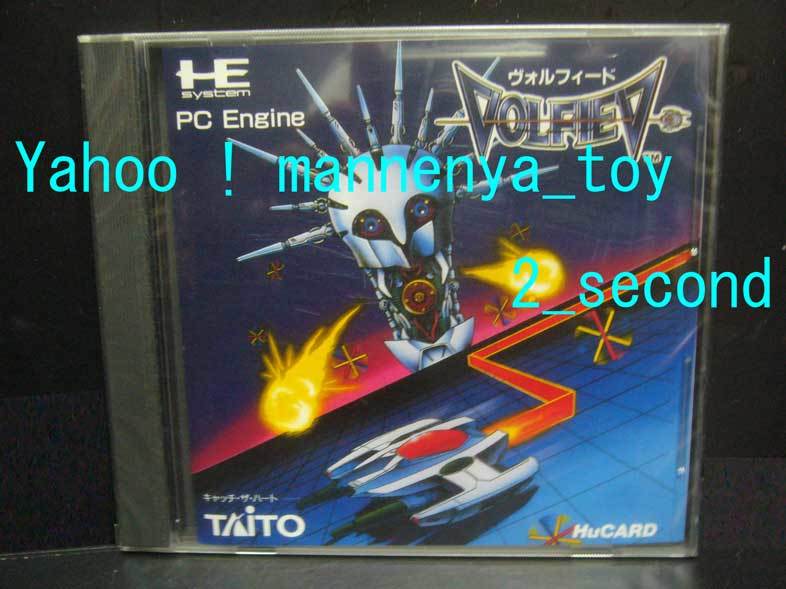 HE
system
PC Engine
ヴォルフィード
VOLFIED
TM
Yahoo ! mannenya_toy
2_second
キャッチ・ザ・ハート
TAITO
HuCARD